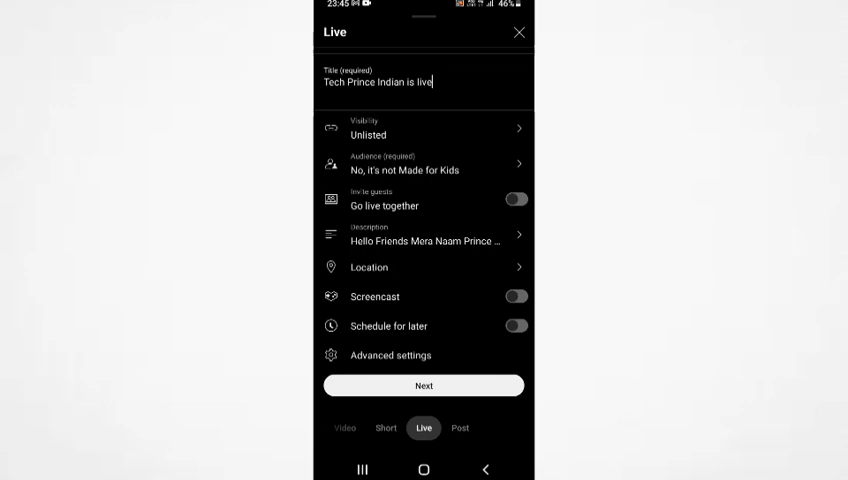 23:45
46%
Live
Title (required)
Tech Prince Indian is live
Visibility
Unlisted
Audience (required)
No, it's not Made for Kids
Invite guests
Go live together
Description
Hello Friends Mera Naam Prince ...
Location
Screencast
Schedule for later
Advanced settings
Next
Video Short Live Post